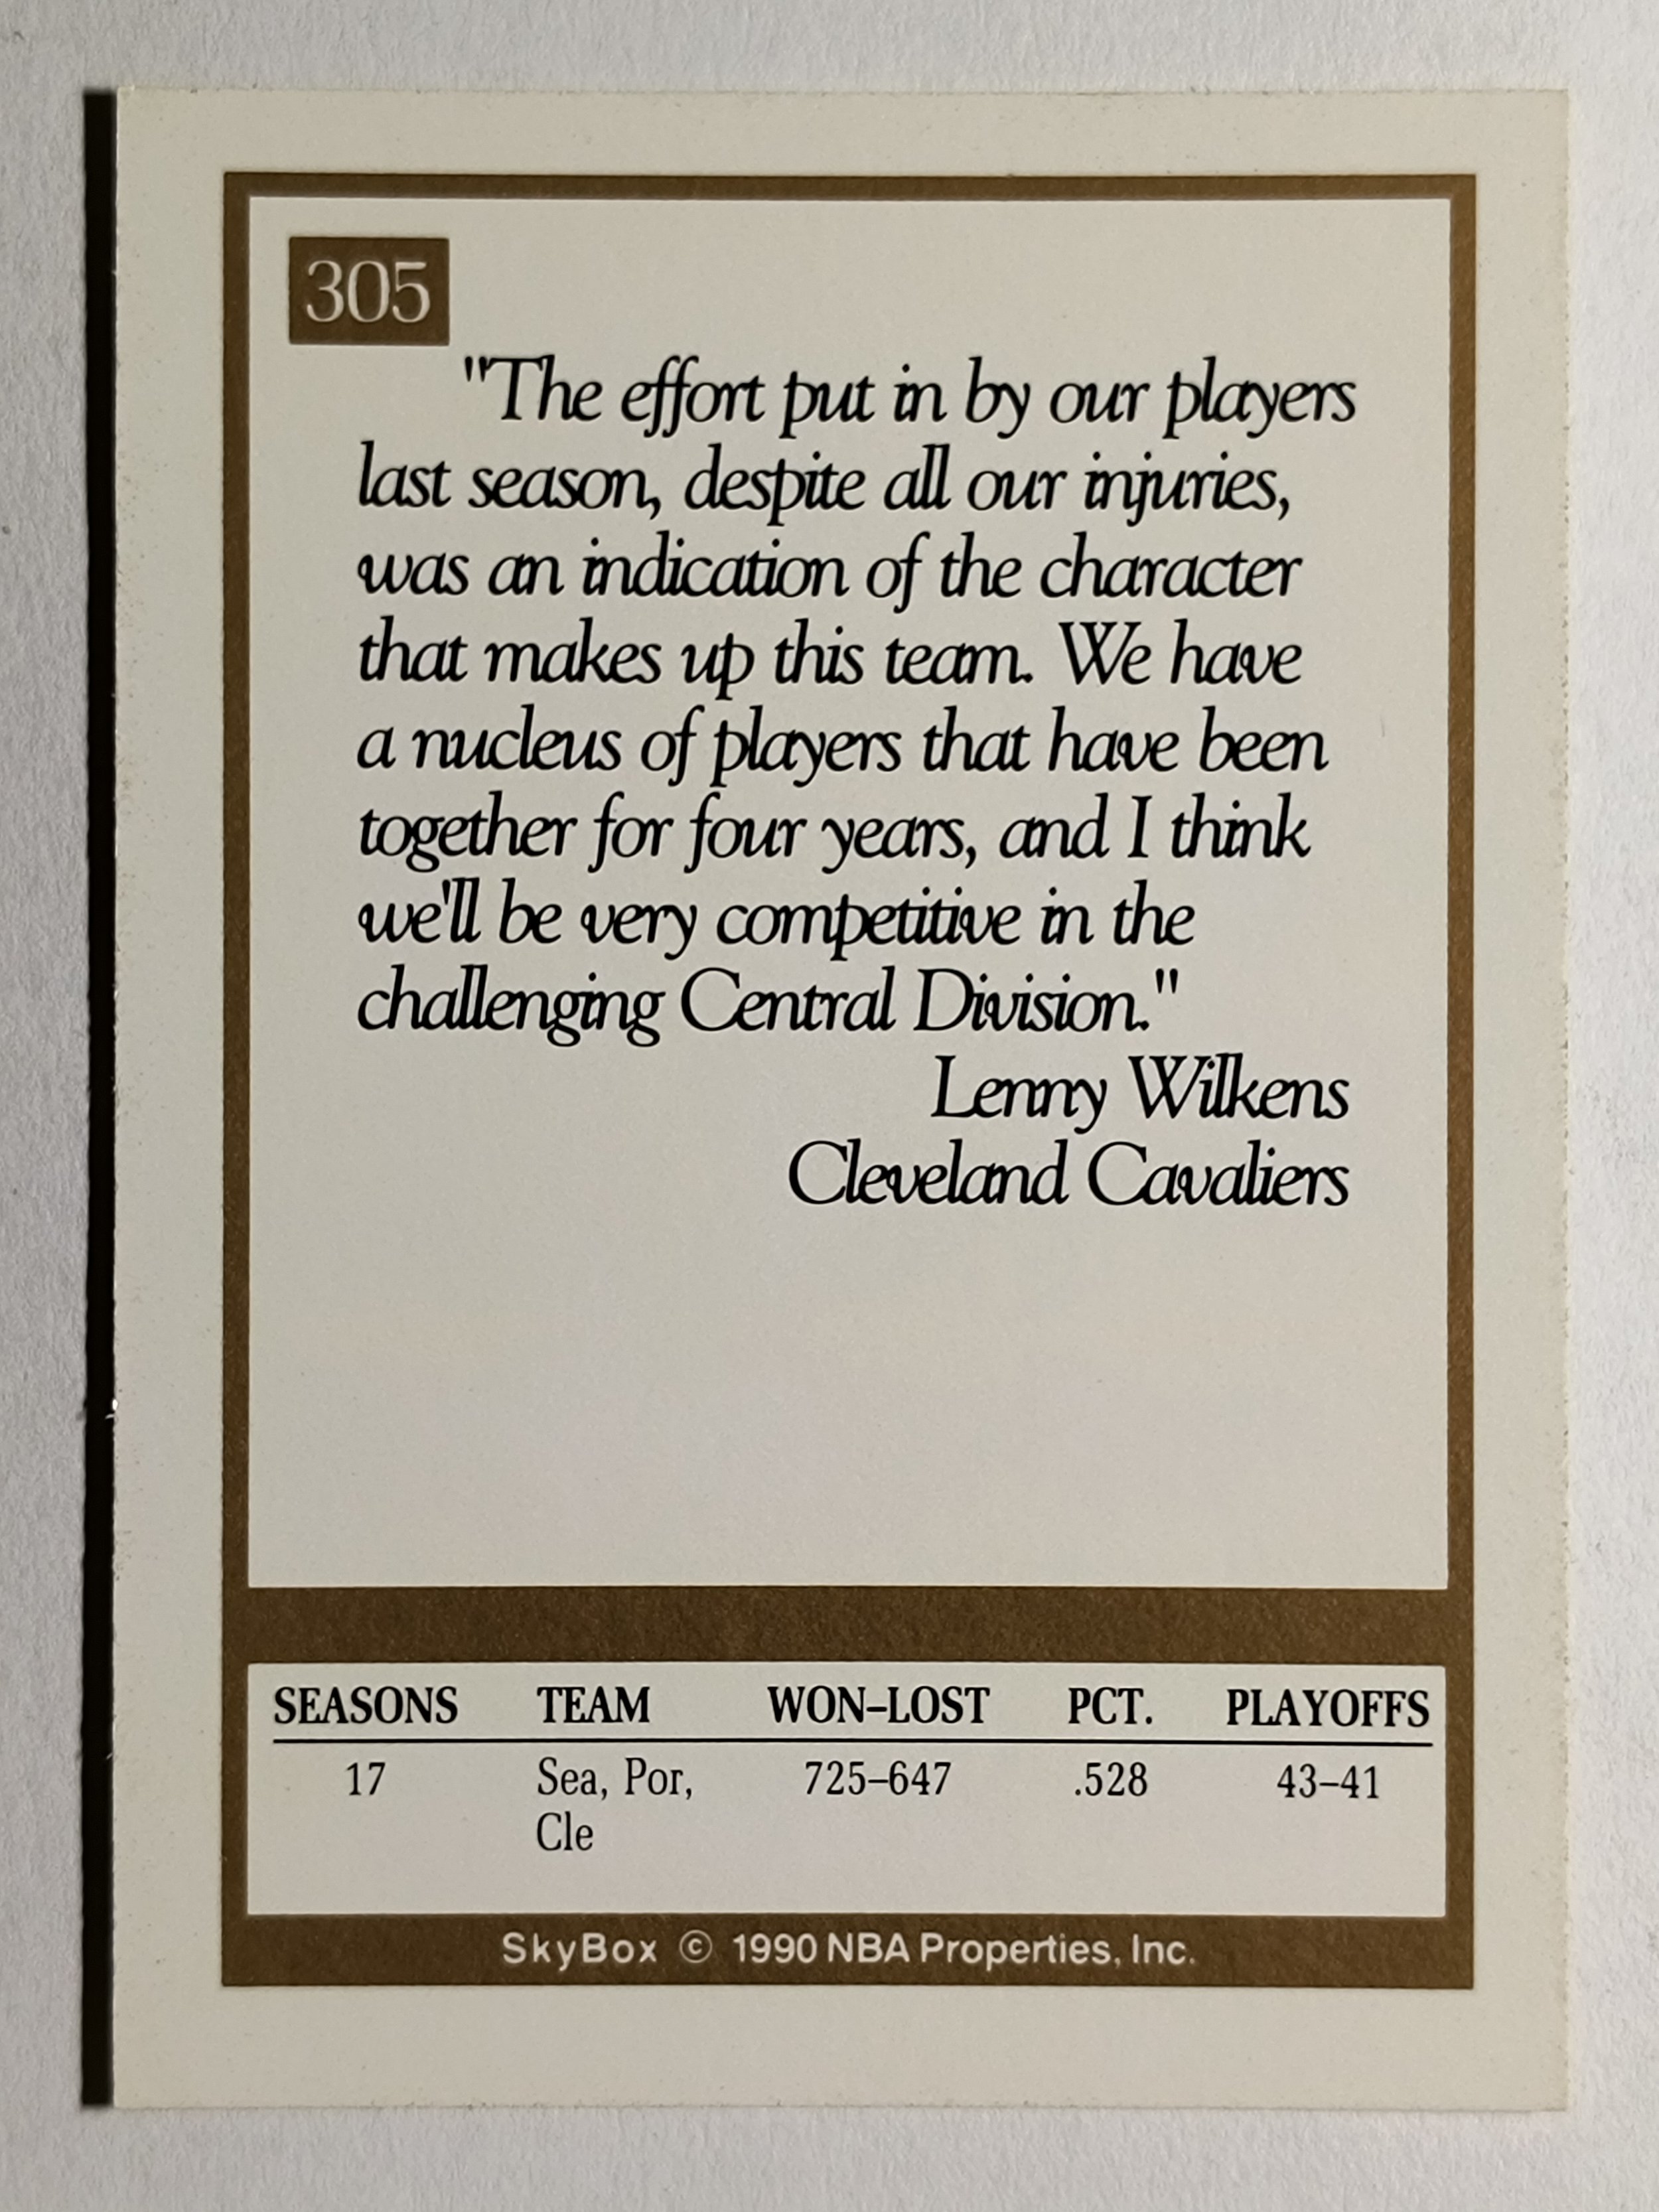 305
"The effort put in by our players
last season, despite all our injuries,
was an indication of the character
that makes up this team. We have
a nucleus of players that have been
together for four years, and I think
we'll be very competitive in the
challenging Central Division."
Lenny Wilkens
Cleveland Cavaliers
SEASONS TEAM WON–LOST PCT. PLAYOFFS
17 Sea, Por, 725–647 .528 43–41
Cle
SkyBox © 1990 NBA Properties, Inc.